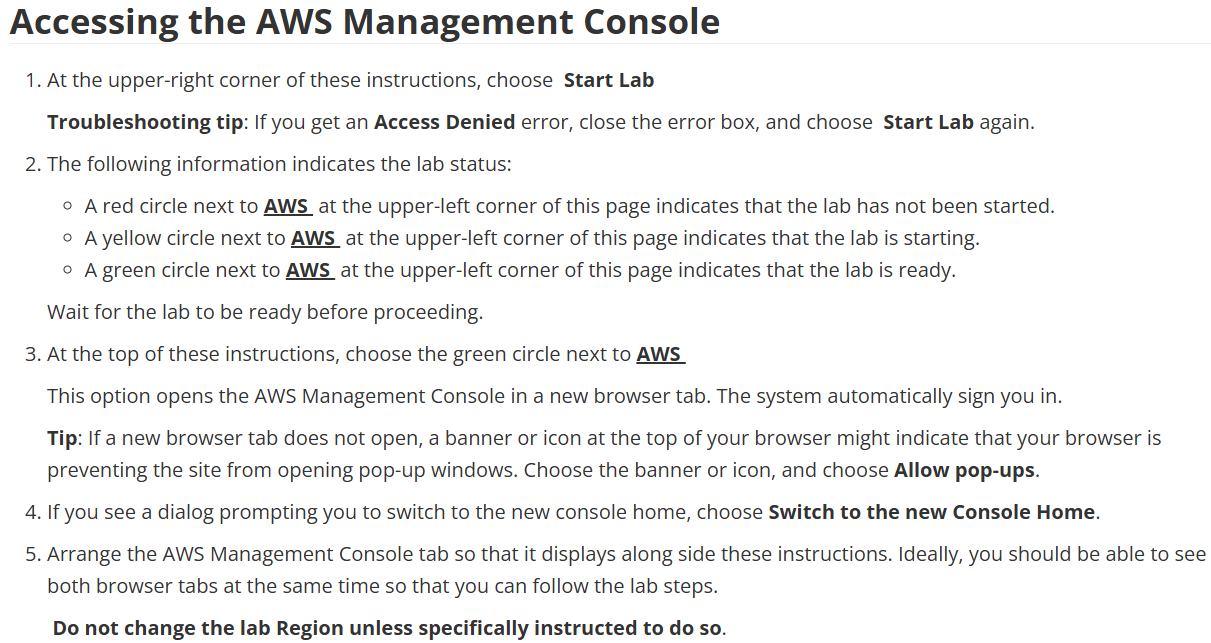 Accessing the AWS Management Console
1. At the upper-right corner of these instructions, choose Start Lab
Troubleshooting tip: If you get an Access Denied error, close the error box, and choose Start Lab again.
2. The following information indicates the lab status:
○ A red circle next to AWS at the upper-left corner of this page indicates that the lab has not been started.
○ A yellow circle next to AWS at the upper-left corner of this page indicates that the lab is starting.
○ A green circle next to AWS at the upper-left corner of this page indicates that the lab is ready.
Wait for the lab to be ready before proceeding.
3. At the top of these instructions, choose the green circle next to AWS
This option opens the AWS Management Console in a new browser tab. The system automatically sign you in.
Tip: If a new browser tab does not open, a banner or icon at the top of your browser might indicate that your browser is
preventing the site from opening pop-up windows. Choose the banner or icon, and choose Allow pop-ups.
4. If you see a dialog prompting you to switch to the new console home, choose Switch to the new Console Home.
5. Arrange the AWS Management Console tab so that it displays along side these instructions. Ideally, you should be able to see
both browser tabs at the same time so that you can follow the lab steps.
Do not change the lab Region unless specifically instructed to do so.